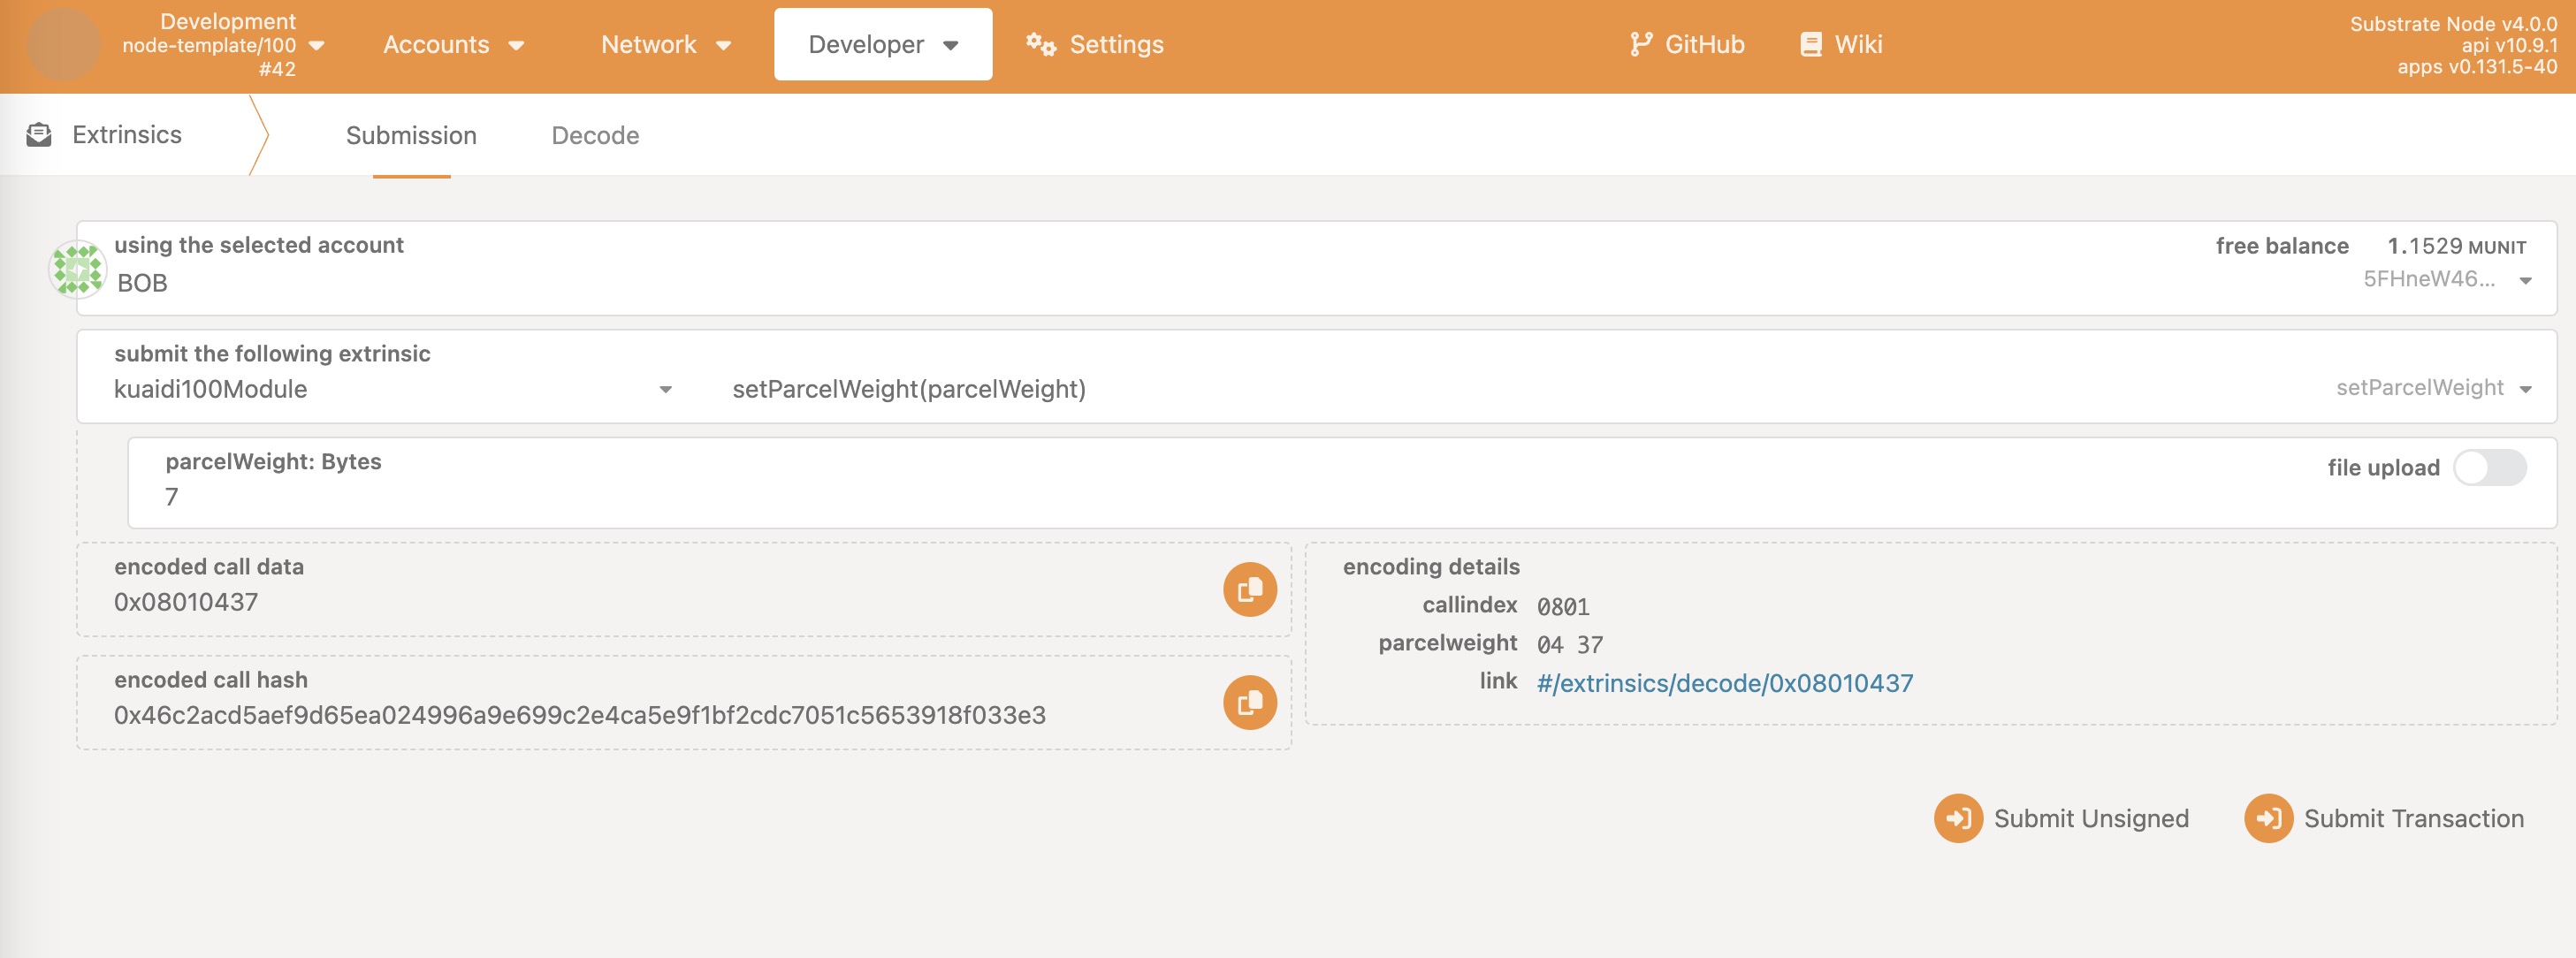 Development
node-template/100
#42
Accounts
Network
Developer
Settings
GitHub
Wiki
Substrate Node v4.0.0
api v10.9.1
apps v0.131.5-40
Extrinsics
Submission
Decode
using the selected account
BOB
free balance 1.1529 MUNIT
5FHneW46...
submit the following extrinsic
kuaidi100Module
setParcelWeight(parcelWeight)
setParcelWeight
parcelWeight: Bytes
7
file upload
encoded call data
0x08010437
encoded call hash
0x46c2acd5aef9d65ea024996a9e699c2e4ca5e9f1bf2cdc7051c5653918f033e3
encoding details
callindex 0801
parcelweight 04 37
link #/extrinsics/decode/0x08010437
Submit Unsigned
Submit Transaction